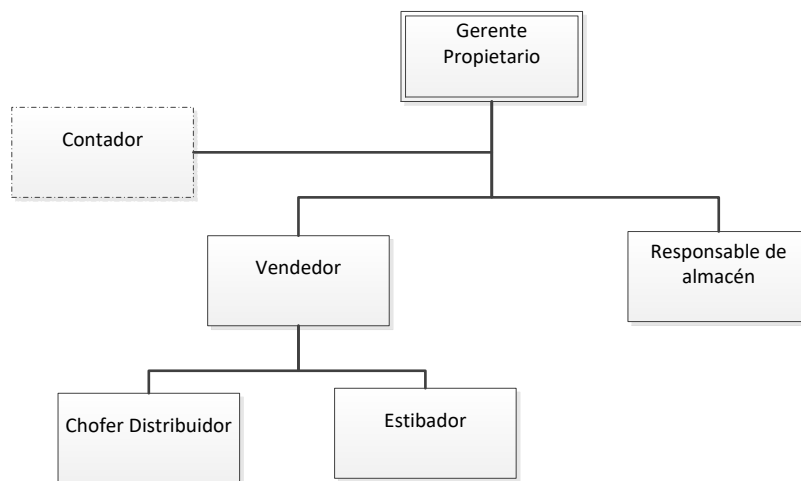 Gerente
Propietario
Contador
Vendedor
Responsable de
almacén
Chofer Distribuidor
Estibador